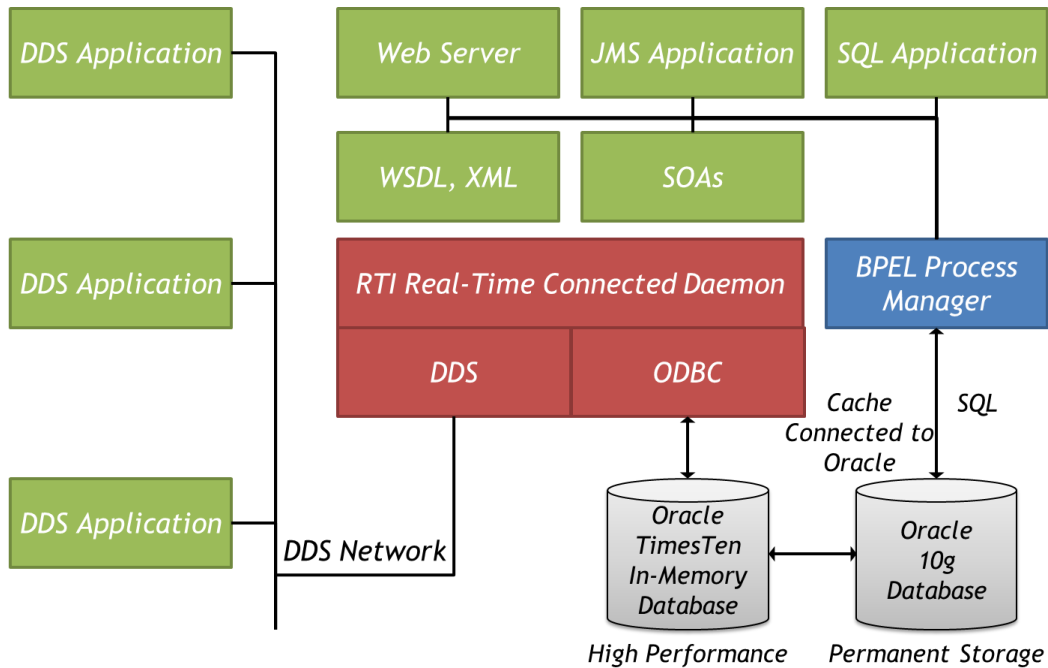 DDS Application
Web Server
JMS Application
SQL Application
WSDL, XML
SOAs
DDS Application
RTI Real-Time Connected Daemon
BPEL Process
Manager
DDS
ODBC
Cache
Connected to
Oracle
SQL
DDS Application
DDS Network
Oracle
TimesTen
In-Memory
Database
Oracle
10g
Database
High Performance
Permanent Storage